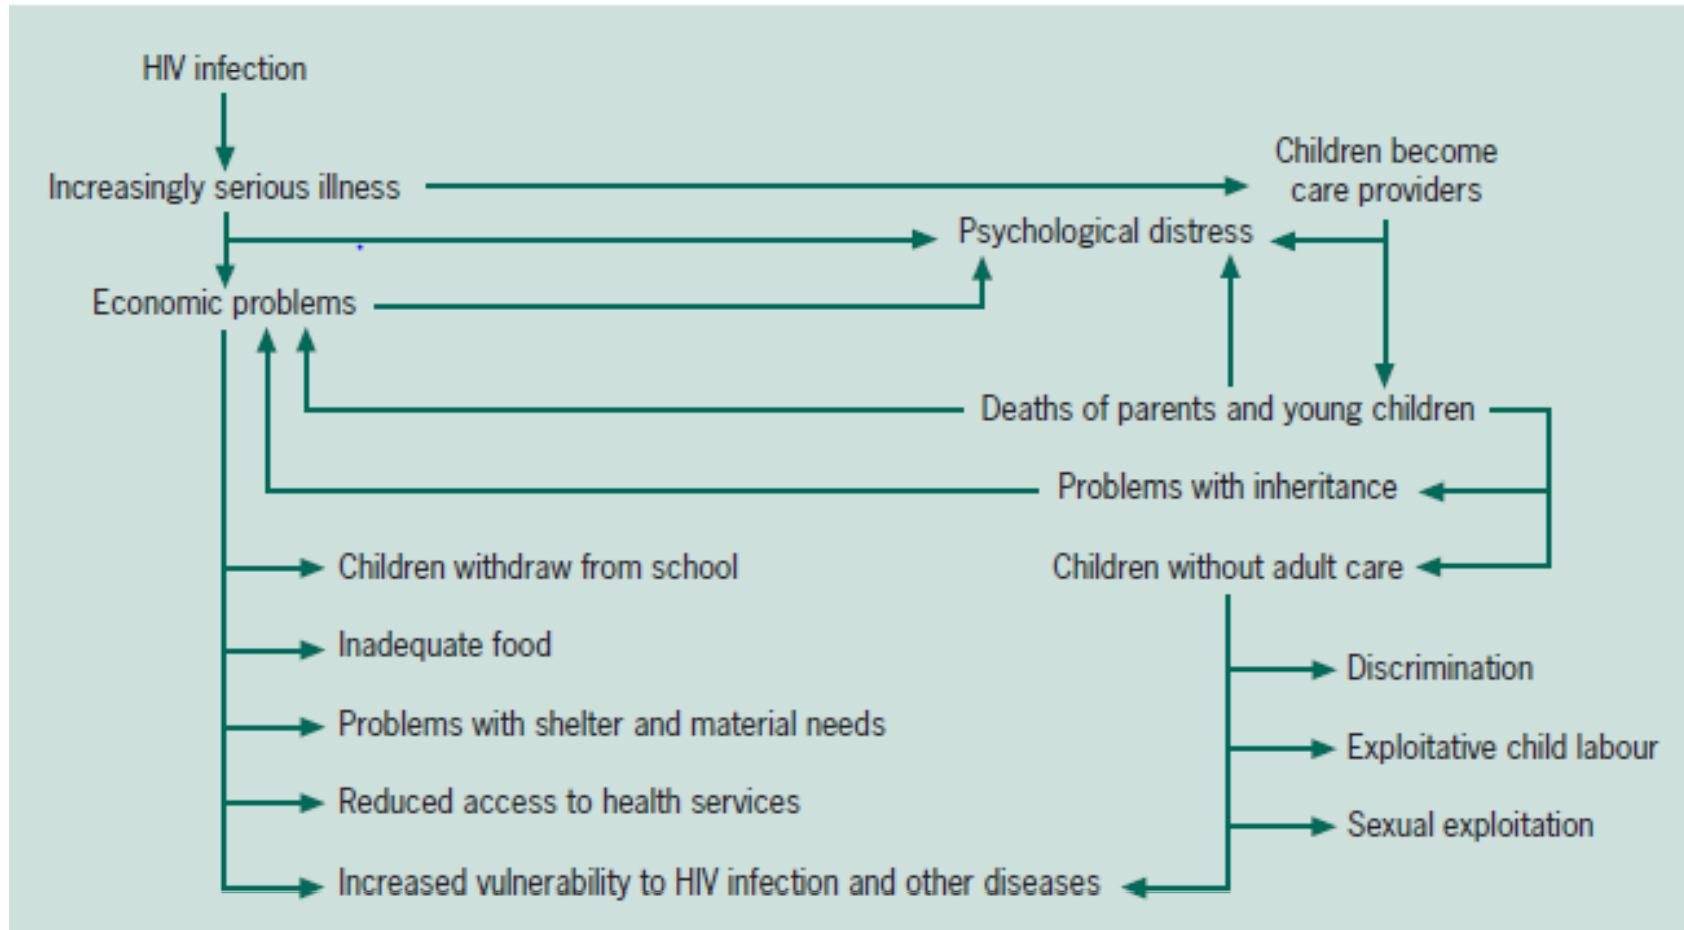 HIV infection
Children become
care providers
Increasingly serious illness
Psychological distress
Economic problems
Deaths of parents and young children
Problems with inheritance
Children withdraw from school
Children without adult care
Inadequate food
Discrimination
Problems with shelter and material needs
Exploitative child labour
Reduced access to health services
Sexual exploitation
Increased vulnerability to HIV infection and other diseases